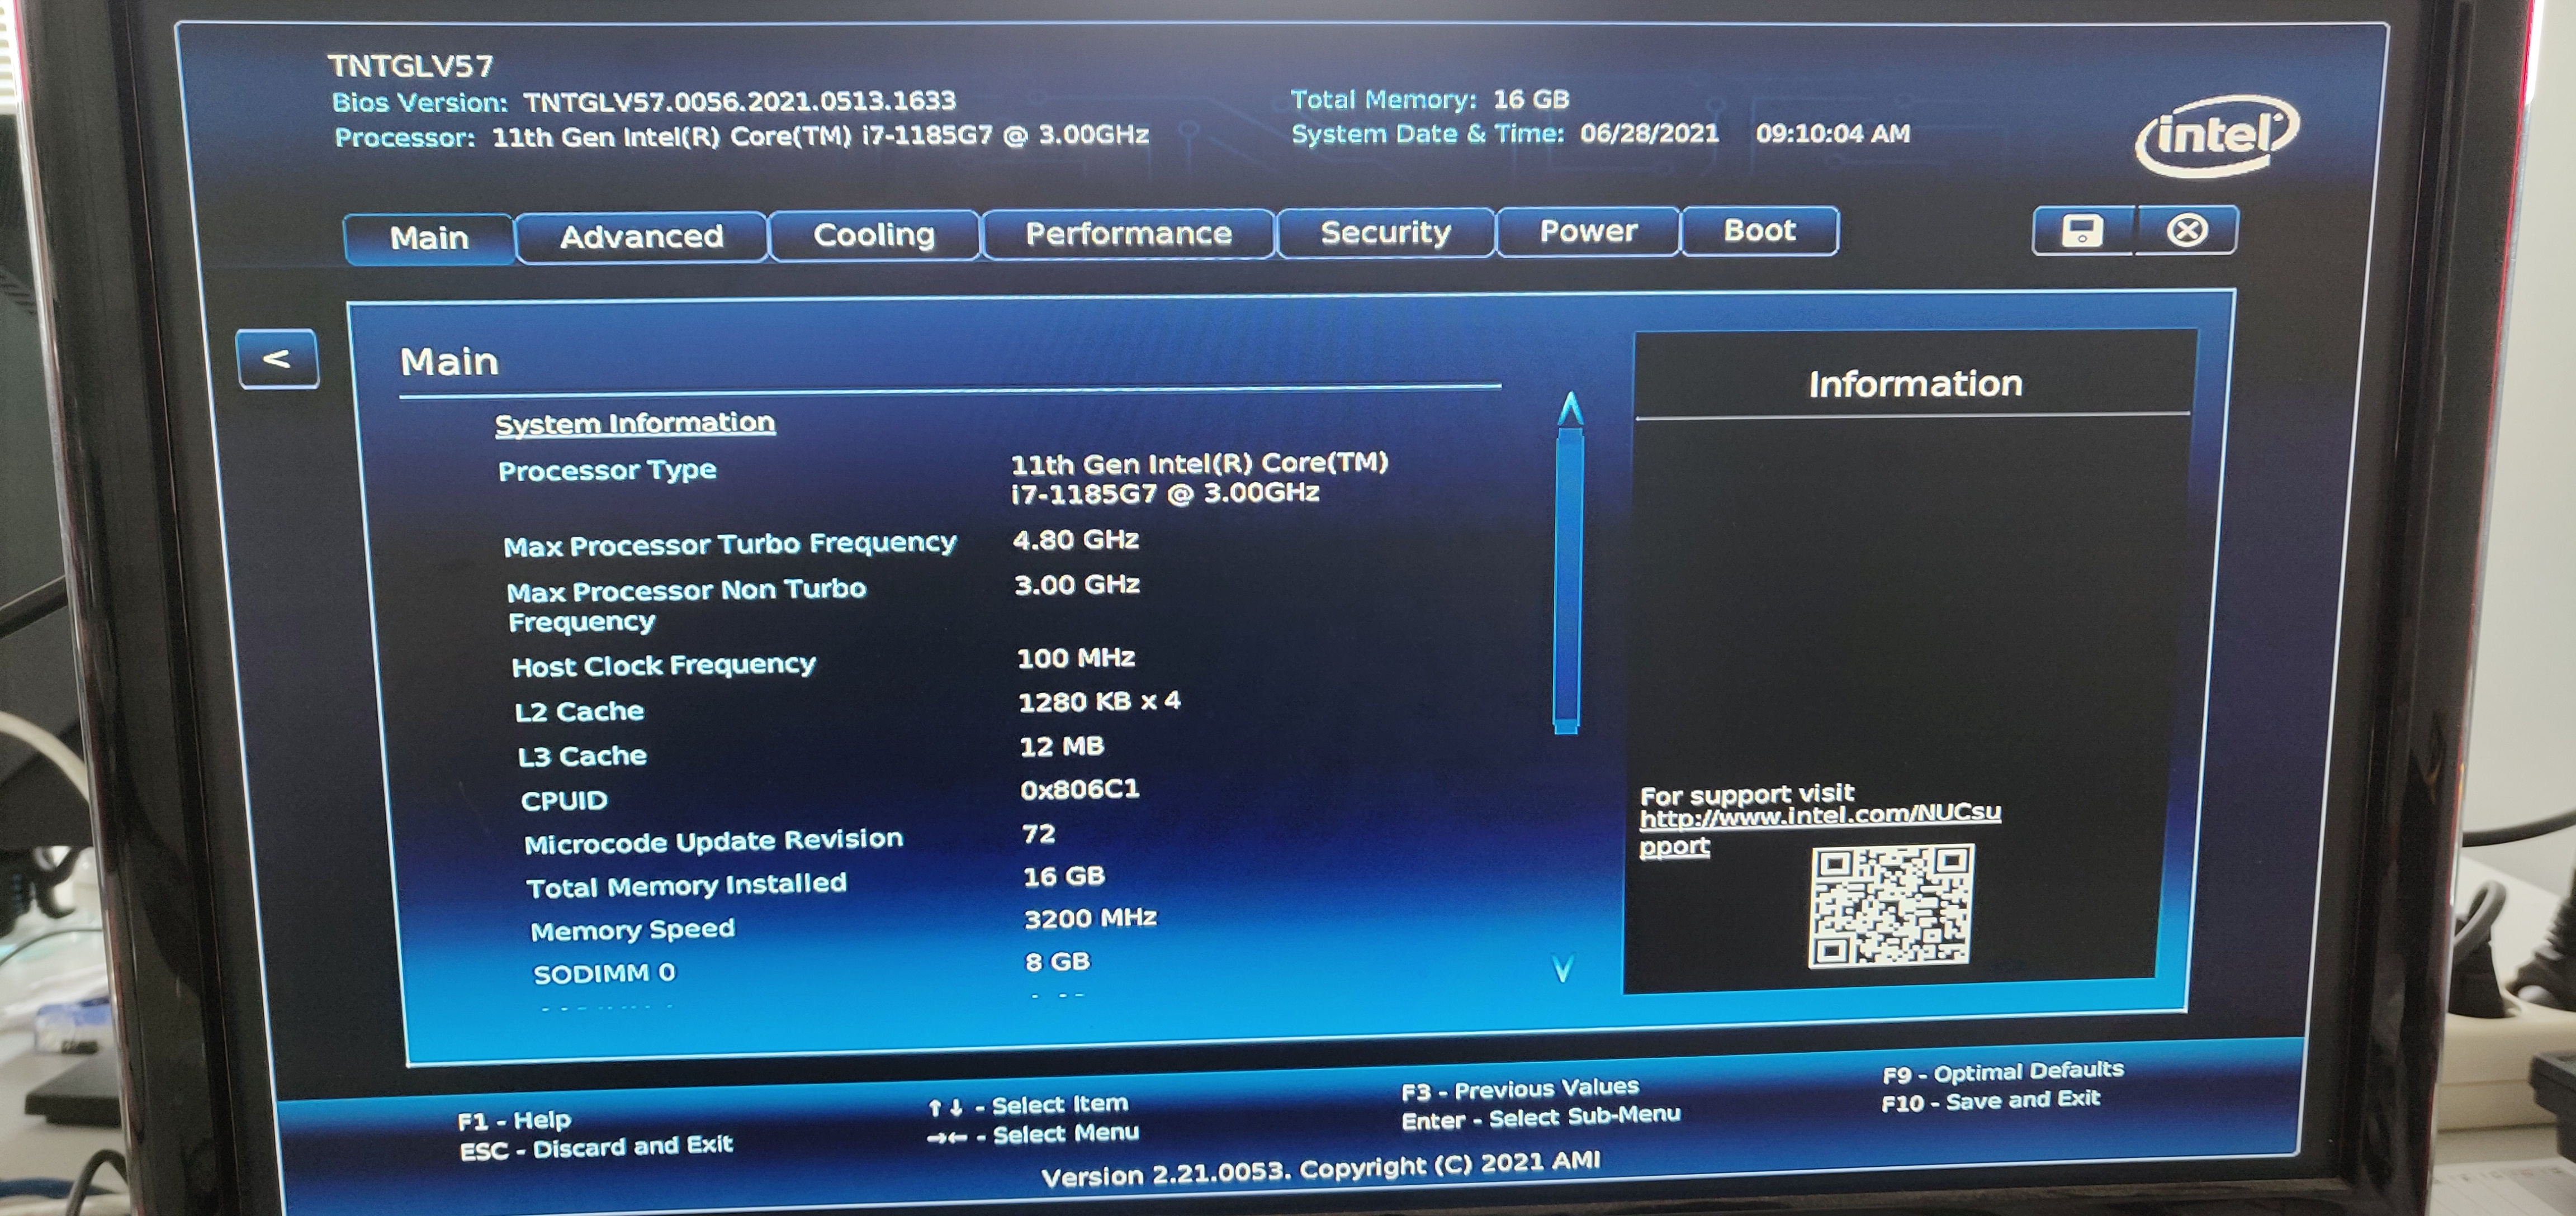 TNTGLV57
Bios Version: TNTGLV57.0056.2021.0513.1633
Processor: 11th Gen Intel(R) Core(TM) i7-1185G7 @ 3.00GHz
Total Memory: 16 GB
System Date & Time: 06/28/2021 09:10:04 AM
intel
Main Advanced Cooling Performance Security Power Boot
<
Main
System Information
Processor Type 11th Gen Intel(R) Core(TM)
i7-1185G7 @ 3.00GHz
Max Processor Turbo Frequency 4.80 GHz
Max Processor Non Turbo 3.00 GHz
Frequency
Host Clock Frequency 100 MHz
L2 Cache 1280 KB x 4
L3 Cache 12 MB
CPUID 0x806C1
Microcode Update Revision 72
Total Memory Installed 16 GB
Memory Speed 3200 MHz
SODIMM 0 8 GB
Information
For support visit
http://www.intel.com/NUCsu
pport
F1 - Help
ESC - Discard and Exit
↑↓ - Select Item
→← - Select Menu
F3 - Previous Values
Enter - Select Sub-Menu
F9 - Optimal Defaults
F10 - Save and Exit
Version 2.21.0053. Copyright (C) 2021 AMI